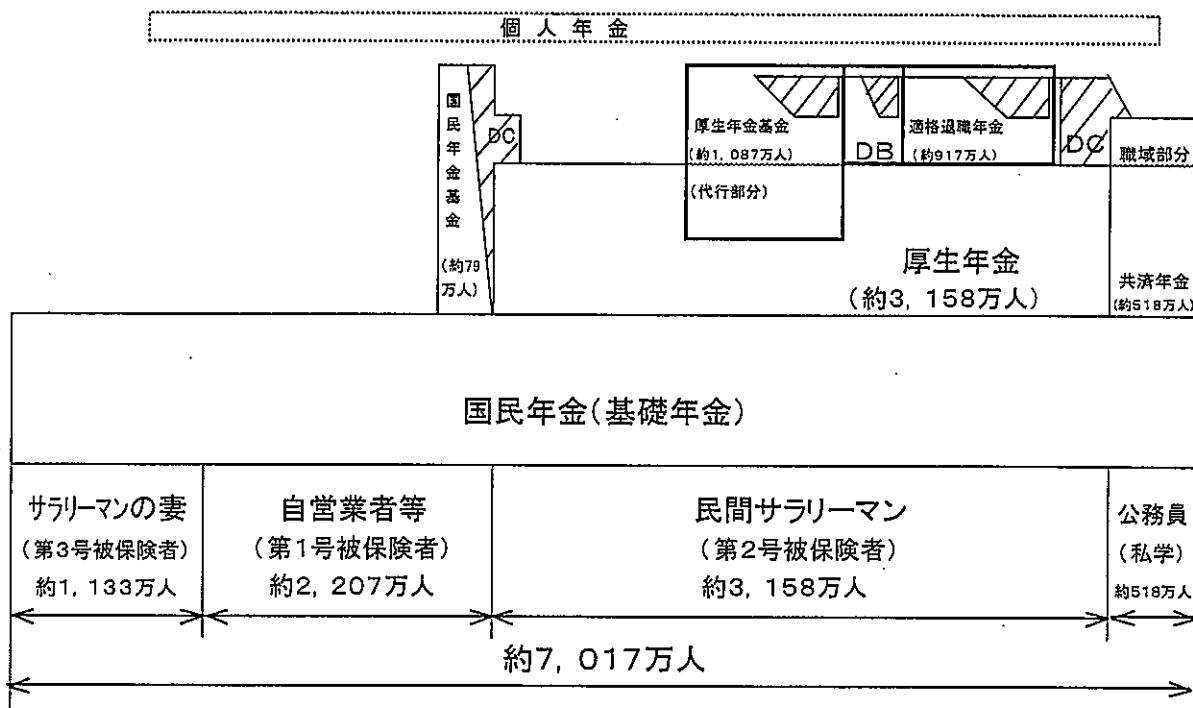 個人年金
国民年金基金
(約79
万人)
DC
厚生年金基金
(約1,087万人)
(代行部分)
DB
適格退職年金
(約917万人)
DC
職域部分
厚生年金
(約3,158万人)
共済年金
(約518万人)
国民年金(基礎年金)
サラリーマンの妻
(第3号被保険者)
約1,133万人
自営業者等
(第1号被保険者)
約2,207万人
民間サラリーマン
(第2号被保険者)
約3,158万人
公務員
(私学)
約518万人
約7,017万人